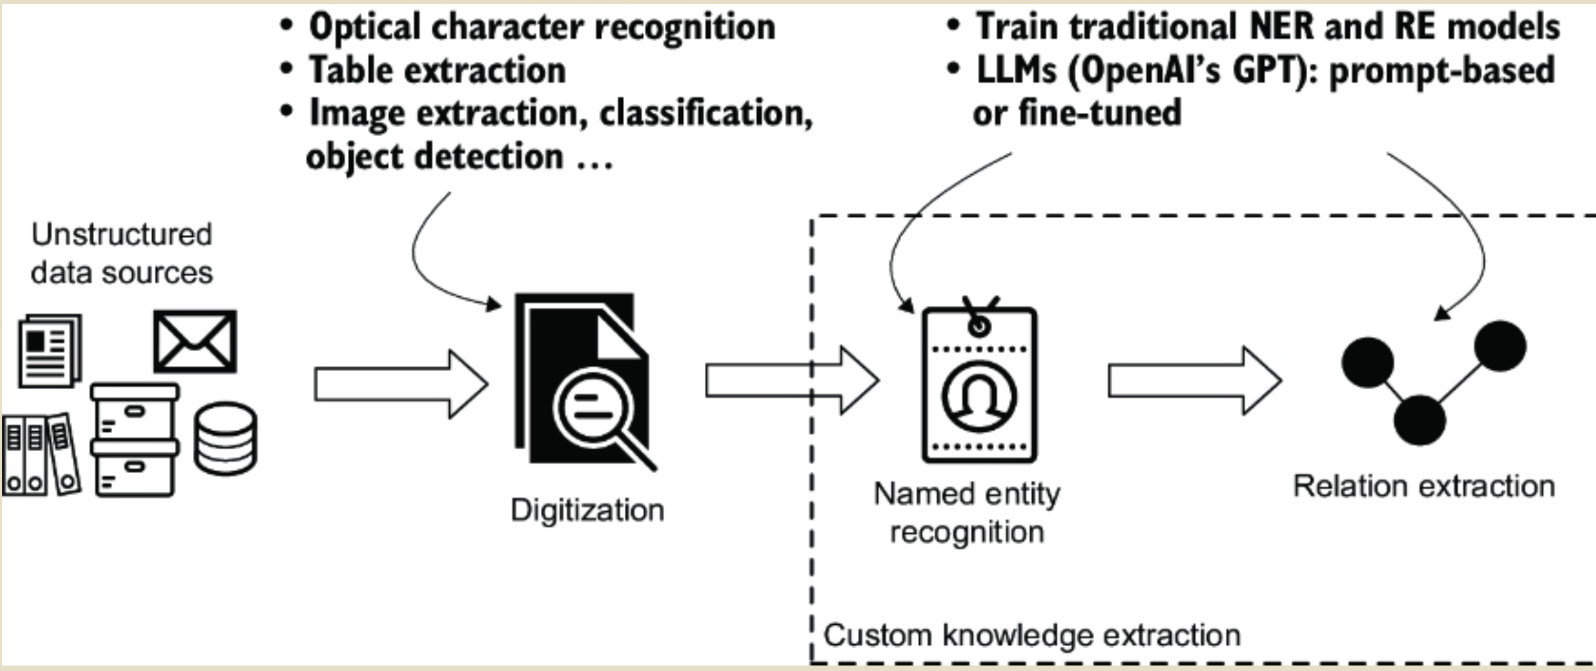 • Optical character recognition
• Table extraction
• Image extraction, classification,
object detection …
• Train traditional NER and RE models
• LLMs (OpenAI's GPT): prompt-based
or fine-tuned
Unstructured
data sources
Digitization
Named entity
recognition
Relation extraction
Custom knowledge extraction